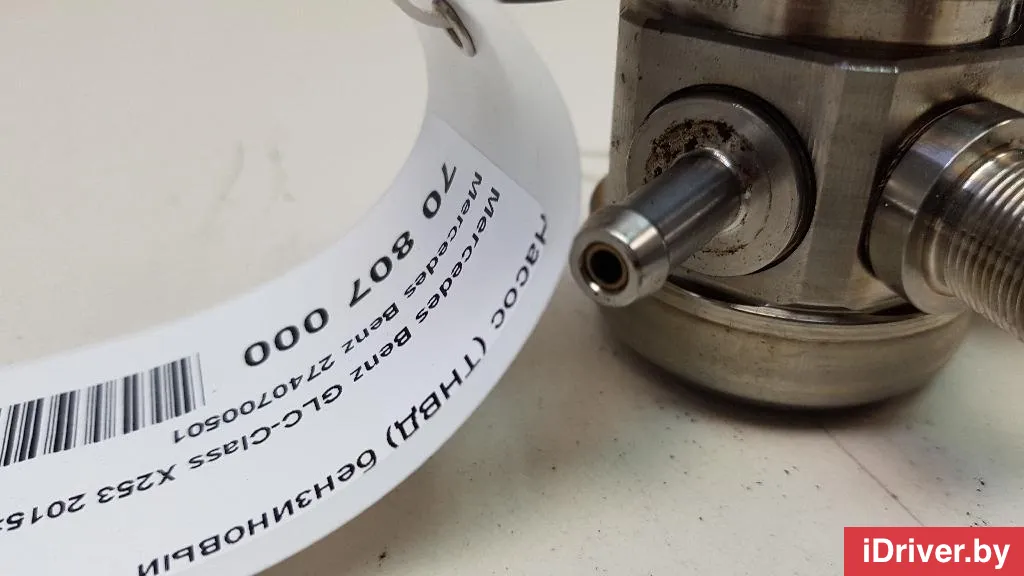 Насос (ТНВД) бензиновый
Mercedes Benz GLC-Class X253 2015
Mercedes Benz 2740700501
70 807 000
iDriver.by